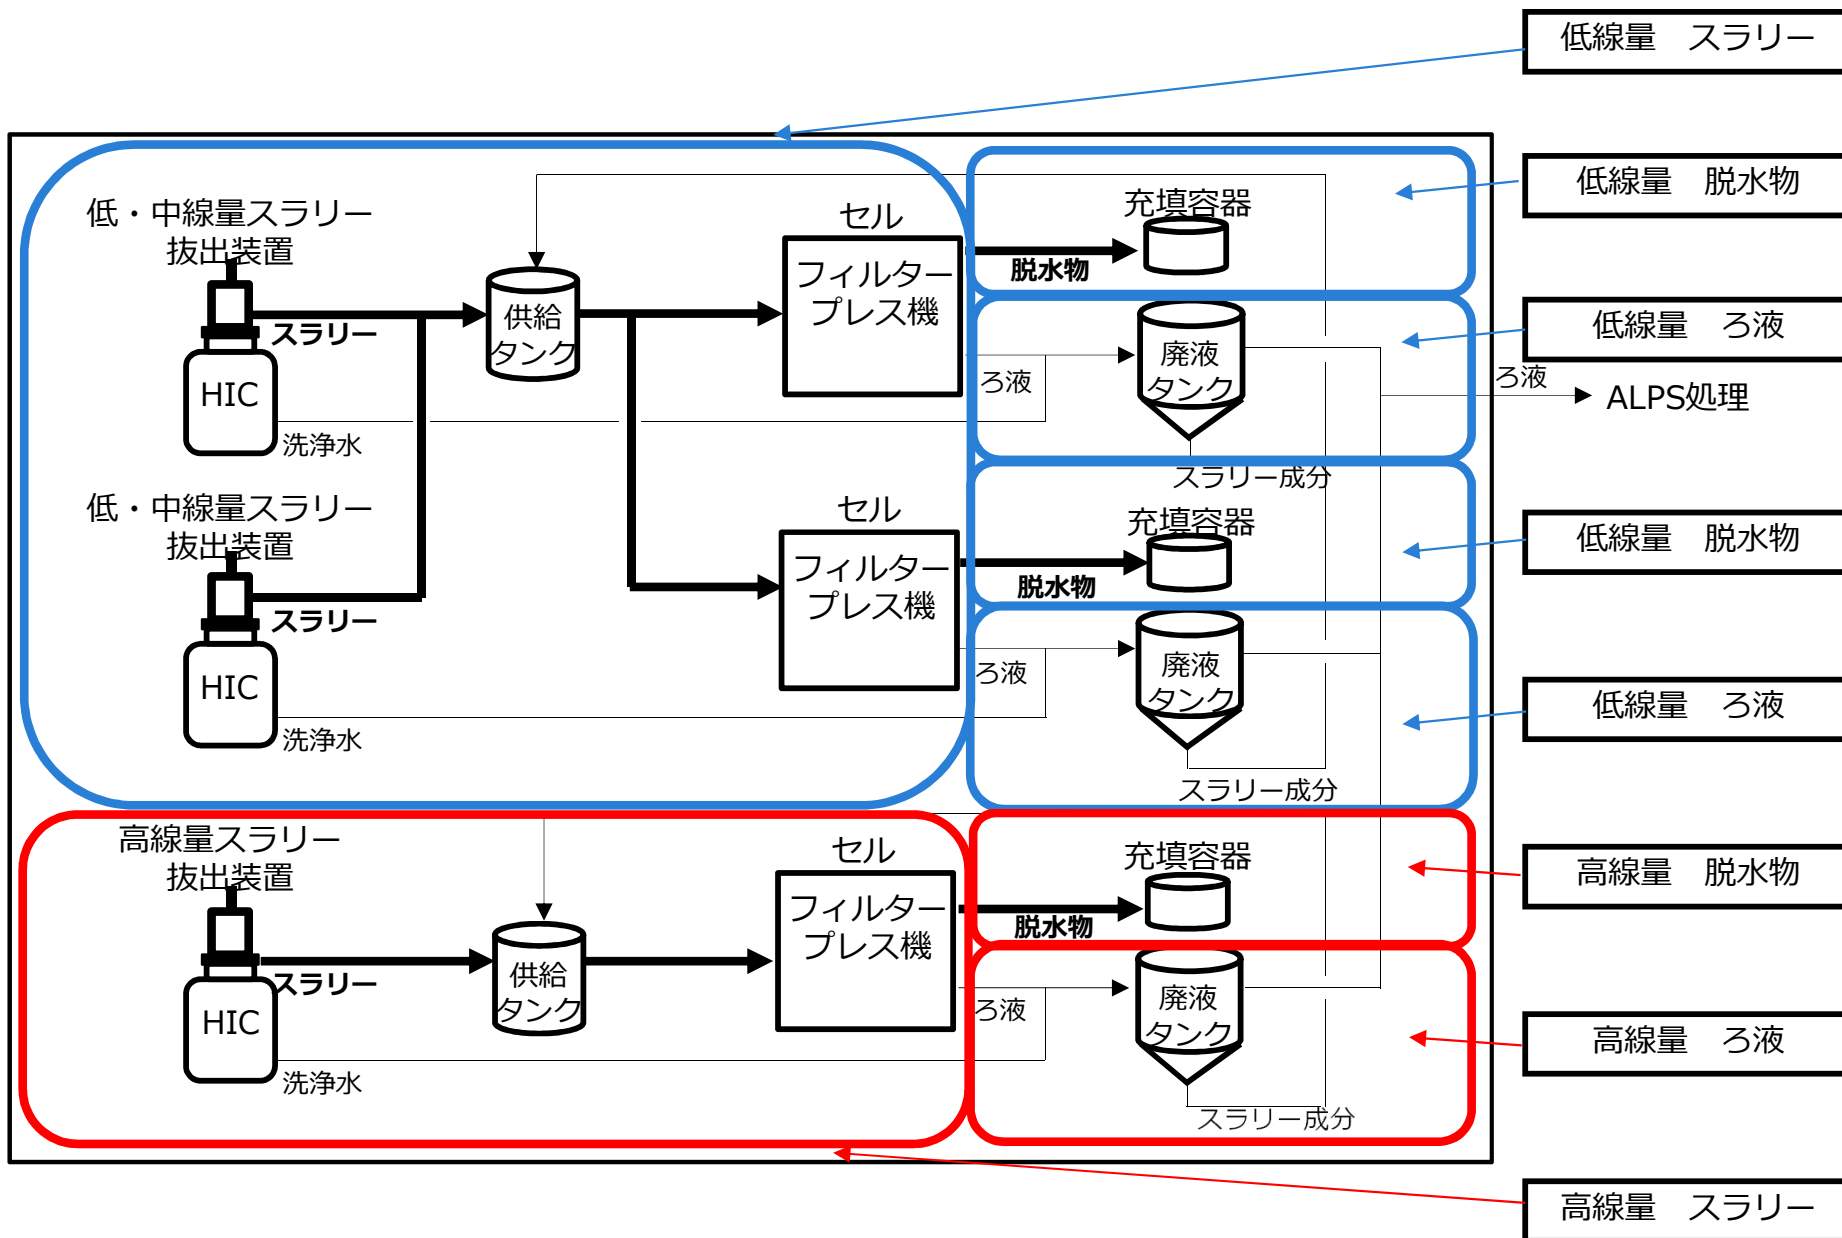 低線量　スラリー
低線量　脱水物
低・中線量スラリー
抜出装置
セル
充填容器
フィルター
プレス機
脱水物
供給
タンク
スラリー
HIC
洗浄水
ろ液
廃液
タンク
スラリー成分
低線量　ろ液
ろ液
ALPS処理
低・中線量スラリー
抜出装置
スラリー
HIC
洗浄水
セル
フィルター
プレス機
充填容器
脱水物
低線量　脱水物
ろ液
廃液
タンク
スラリー成分
低線量　ろ液
高線量スラリー
抜出装置
スラリー
HIC
洗浄水
供給
タンク
セル
フィルター
プレス機
充填容器
脱水物
高線量　脱水物
ろ液
廃液
タンク
スラリー成分
高線量　ろ液
高線量　スラリー